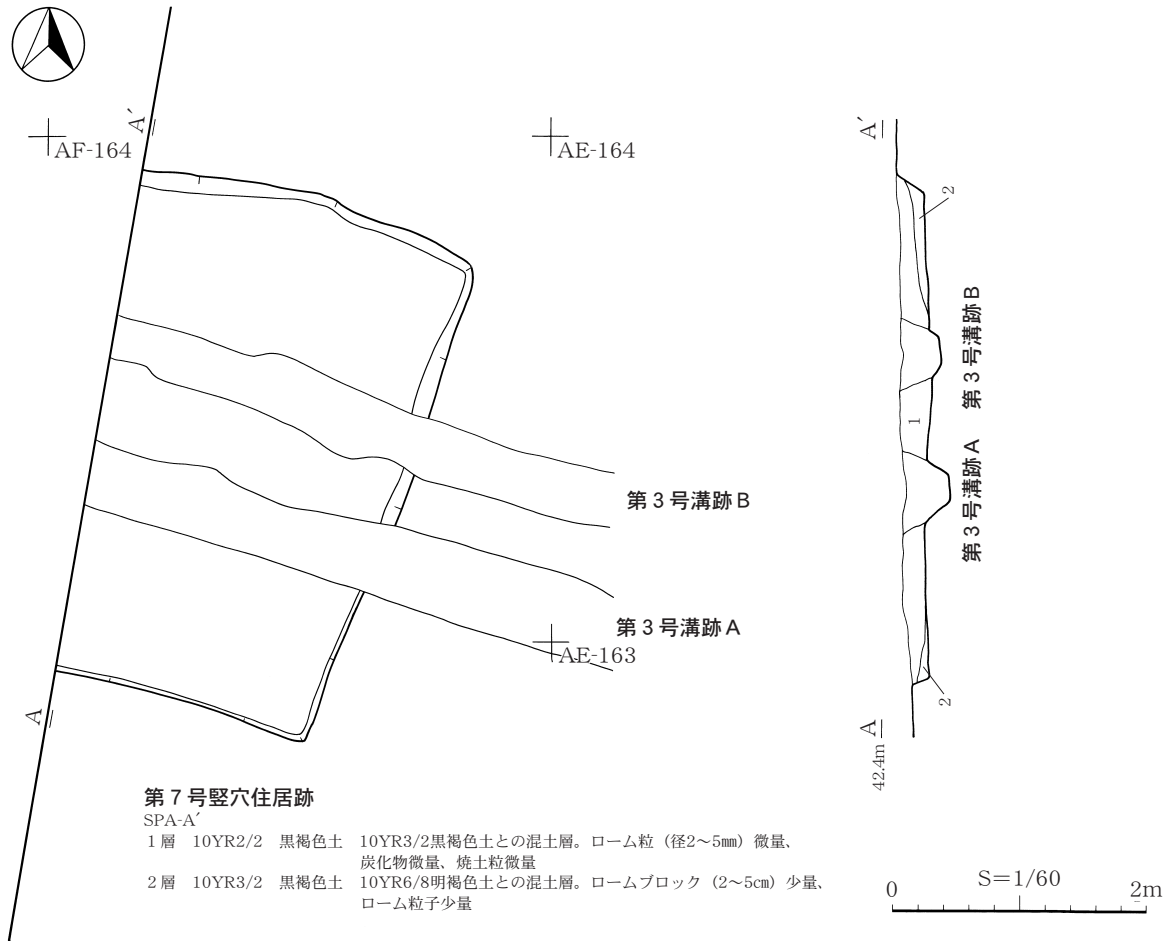 A´
AF-164
AE-164
A´
2
第３号溝跡B
1
第３号溝跡B
第３号溝跡A
第３号溝跡A
AE-163
2
A
A
42.4m
第７号竪穴住居跡
SPA-A´
１層 10YR2/2 黒褐色土 10YR3/2黒褐色土との混土層。ローム粒（径2〜5㎜）微量、
炭化物微量、焼土粒微量
２層 10YR3/2 黒褐色土 10YR6/8明褐色土との混土層。ロームブロック（2〜5㎝）少量、
ローム粒子少量
0 S=1/60 2m